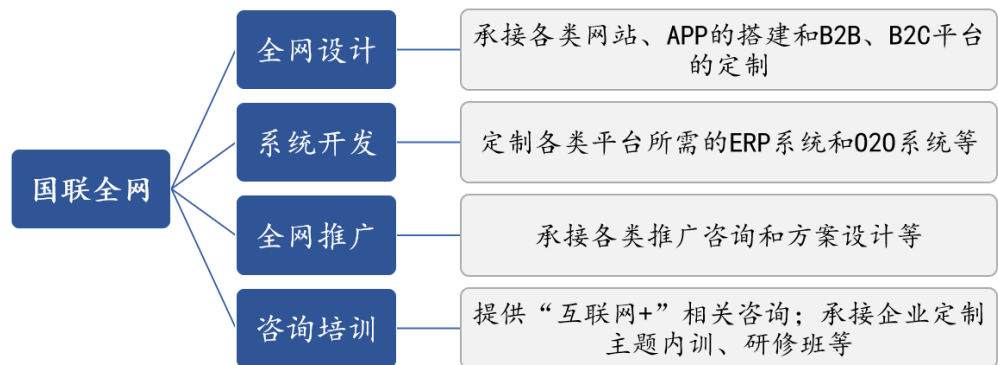 全网设计
承接各类网站、APP的搭建和B2B、B2C平台
的定制
系统开发
定制各类平台所需的ERP系统和O2O系统等
国联全网
全网推广
承接各类推广咨询和方案设计等
咨询培训
提供“互联网+”相关咨询；承接企业定制
主题内训、研修班等